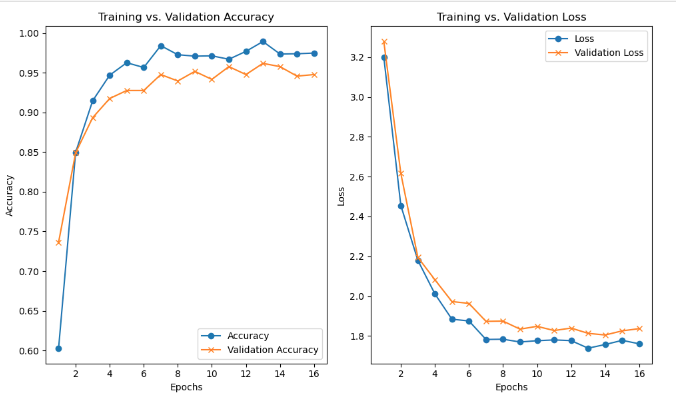 Training vs. Validation Accuracy
1.00
0.95
0.90
0.85
0.80
0.75
0.70
0.65
0.60
Accuracy
Accuracy
Validation Accuracy
2 4 6 8 10 12 14 16
Epochs
Training vs. Validation Loss
Loss
Validation Loss
3.2
3.0
2.8
2.6
2.4
2.2
2.0
1.8
Loss
2 4 6 8 10 12 14 16
Epochs